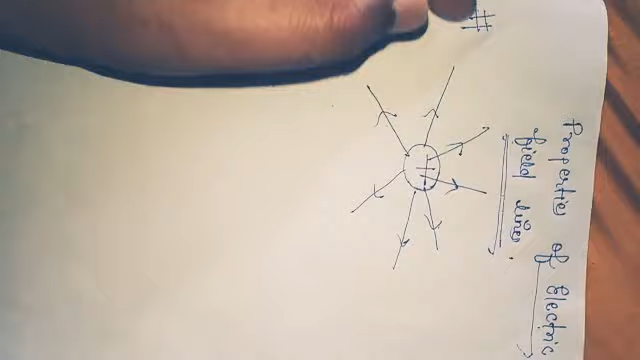 # Properties of Electric
field lines.
+